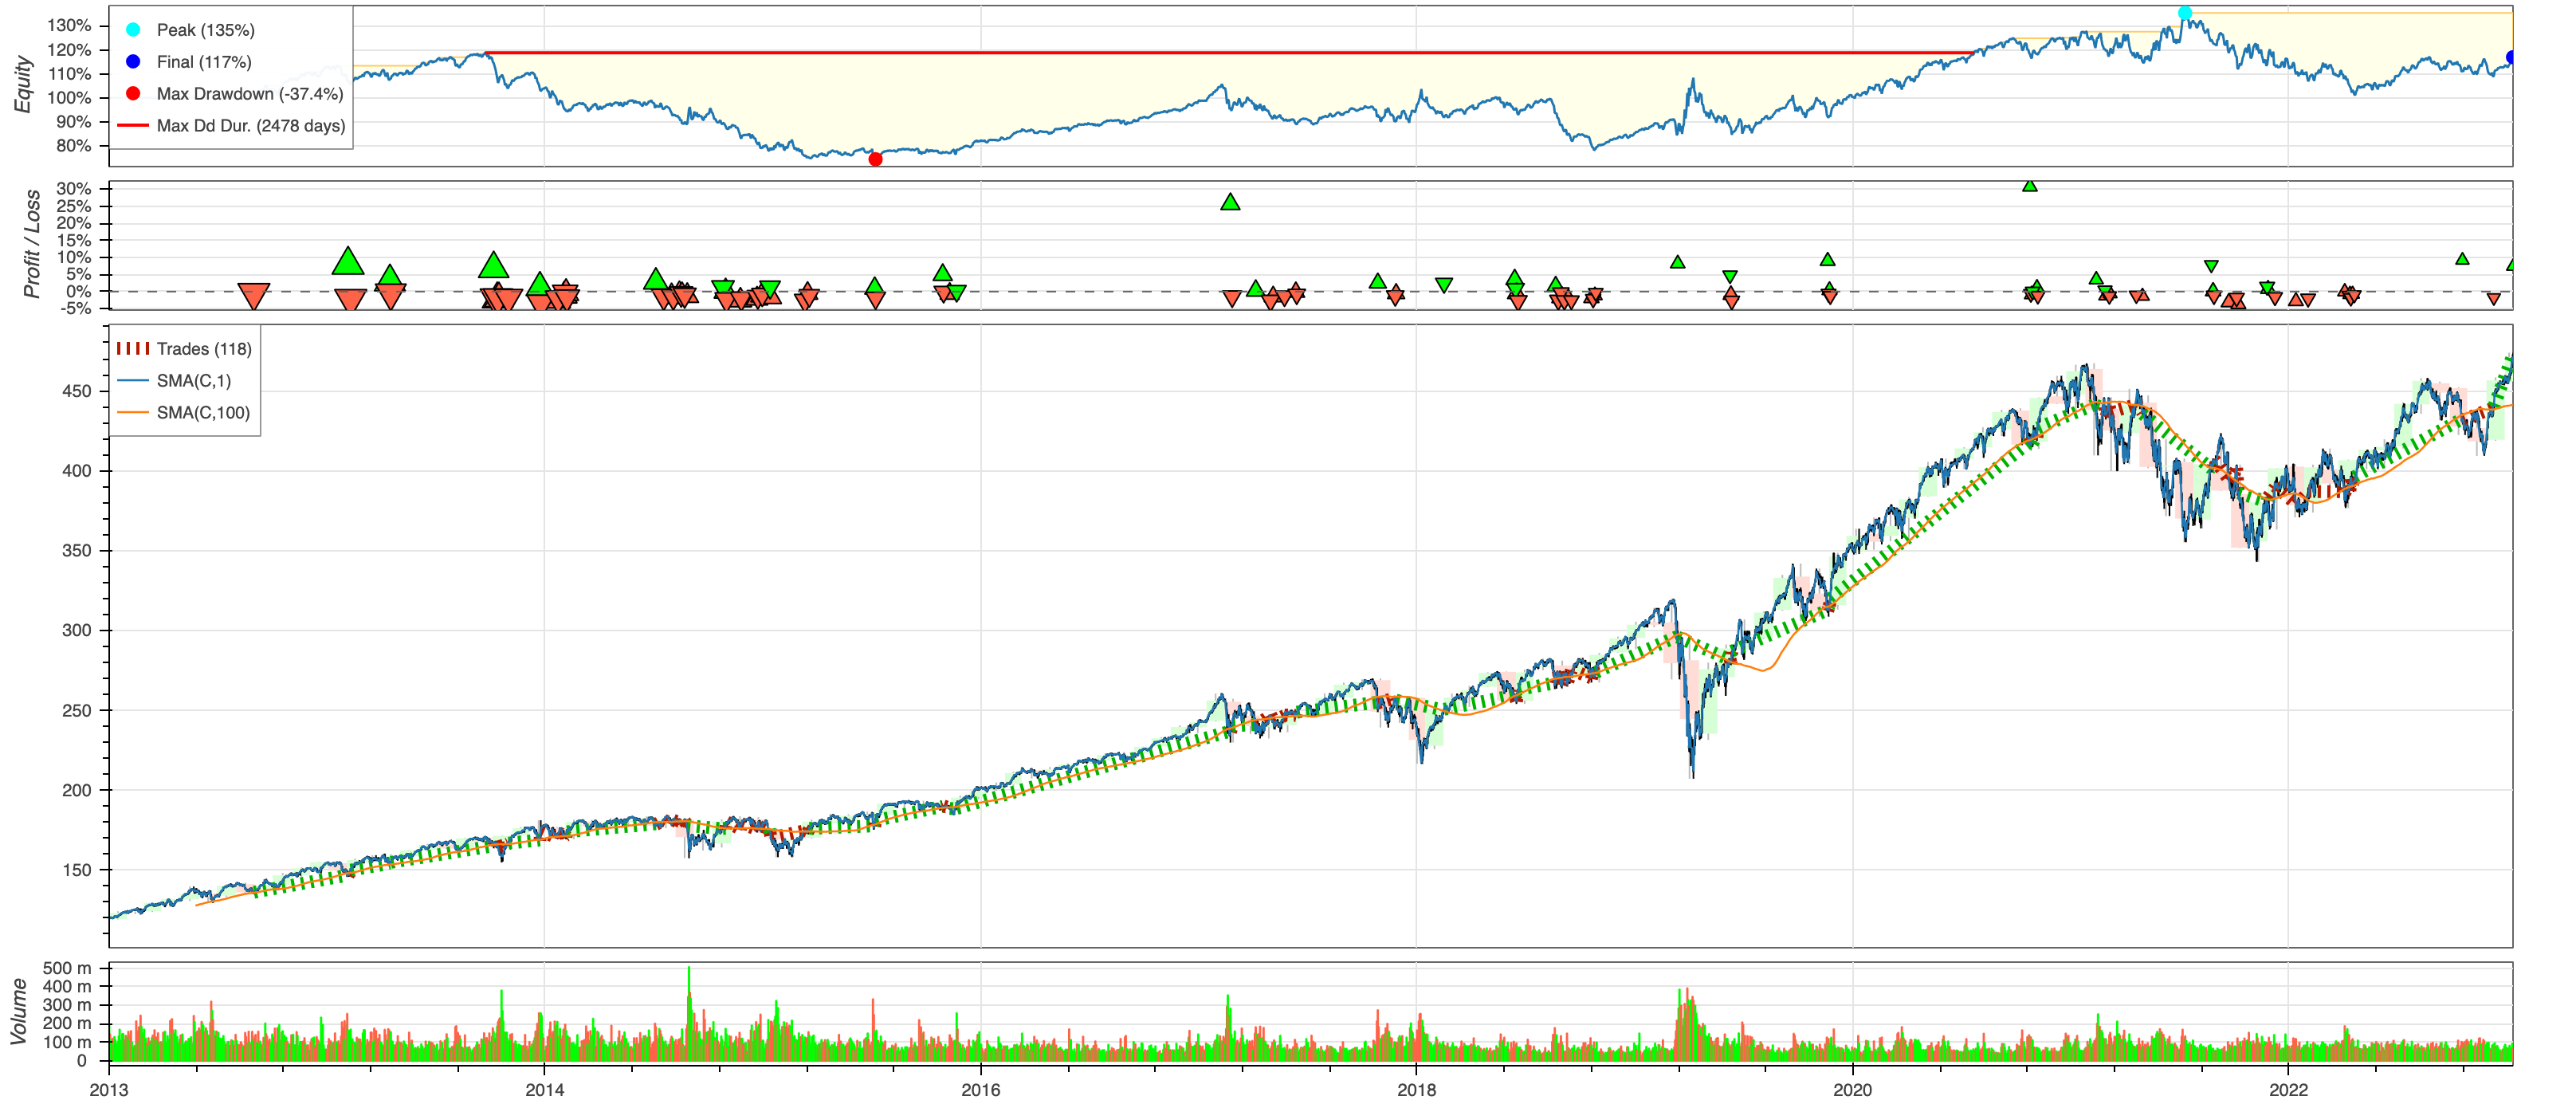 Equity
130%
120%
110%
100%
90%
80%
Peak (135%)
Final (117%)
Max Drawdown (-37.4%)
Max Dd Dur. (2478 days)
Profit / Loss
30%
25%
20%
15%
10%
5%
0%
-5%
Trades (118)
SMA(C,1)
SMA(C,100)
450
400
350
300
250
200
150
Volume
500 m
400 m
300 m
200 m
100 m
0
2013
2014
2016
2018
2020
2022